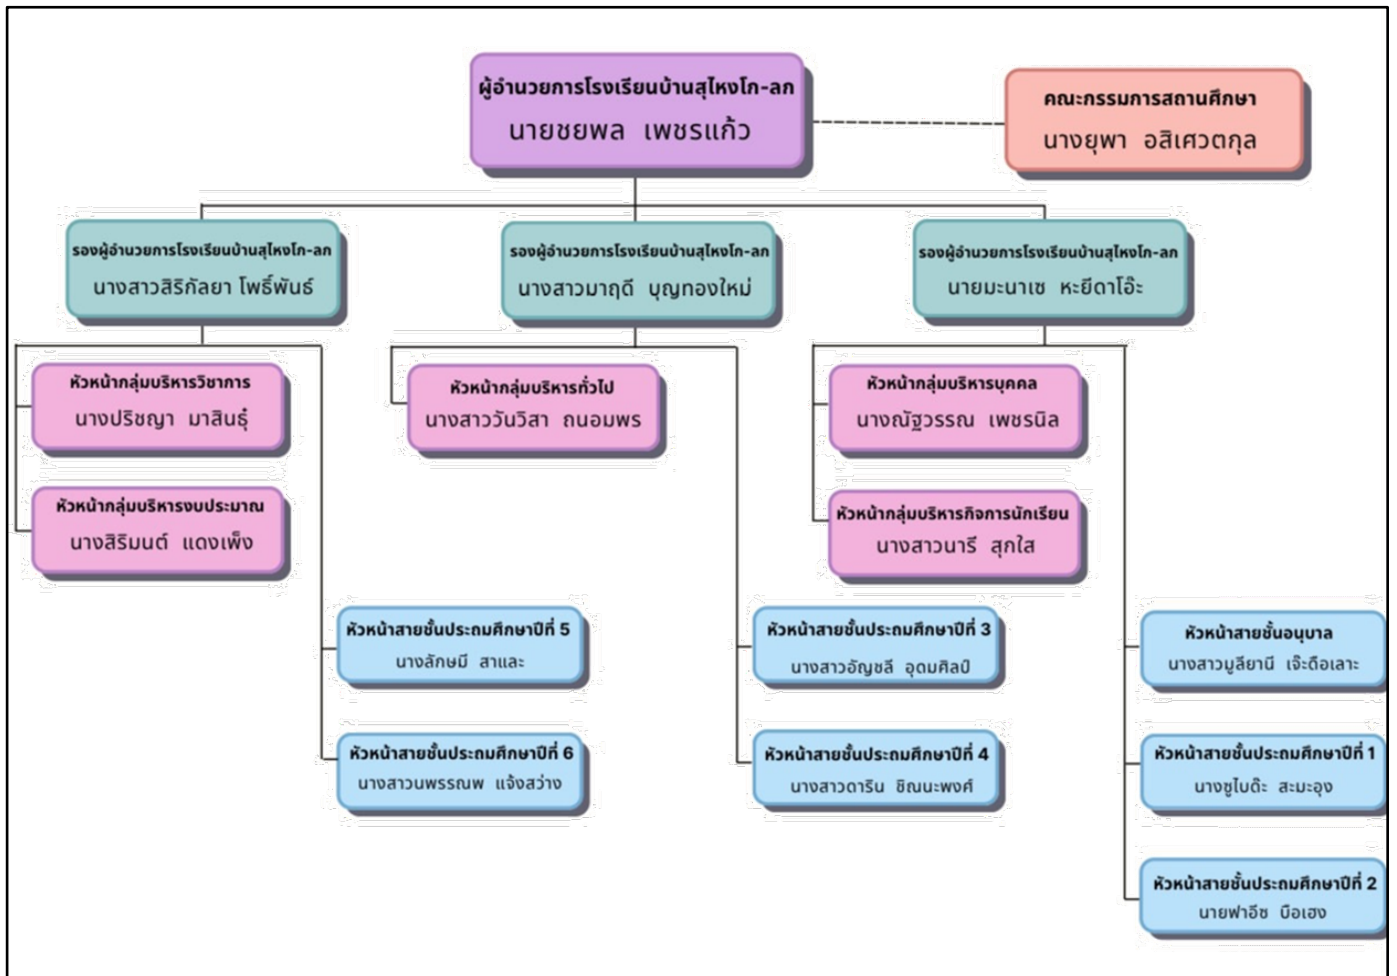 ผู้อำนวยการโรงเรียนบ้านสุไหงโก-ลก
นายชยพล เพชรแก้ว
คณะกรรมการสถานศึกษา
นางยุพา อสิเศวตกุล
รองผู้อำนวยการโรงเรียนบ้านสุไหงโก-ลก
นางสาวสิริกัลยา โพธิ์พันธ์
รองผู้อำนวยการโรงเรียนบ้านสุไหงโก-ลก
นางสาวมาฤดี บุญทองใหม่
รองผู้อำนวยการโรงเรียนบ้านสุไหงโก-ลก
นายมะนาเซ หะยีดาโอ๊ะ
หัวหน้ากลุ่มบริหารวิชาการ
นางปริชญา มาสินธุ์
หัวหน้ากลุ่มบริหารทั่วไป
นางสาววันวิสา ถนอมพร
หัวหน้ากลุ่มบริหารบุคคล
นางณัฐวรรณ เพชรนิล
หัวหน้ากลุ่มบริหารงบประมาณ
นางสิริมนต์ แดงเพ็ง
หัวหน้ากลุ่มบริหารกิจการนักเรียน
นางสาวนารี สุกใส
หัวหน้าสายชั้นประถมศึกษาปีที่ 5
นางลักษมี สาและ
หัวหน้าสายชั้นประถมศึกษาปีที่ 3
นางสาวอัญชลี อุดมศิลป์
หัวหน้าสายชั้นอนุบาล
นางสาวมูลียานี เจ๊ะดือเลาะ
หัวหน้าสายชั้นประถมศึกษาปีที่ 6
นางสาวนพรรณพ แจ้งสว่าง
หัวหน้าสายชั้นประถมศึกษาปีที่ 4
นางสาวดาริน ชิณนะพงศ์
หัวหน้าสายชั้นประถมศึกษาปีที่ 1
นางซูไบด๊ะ สะมะอุง
หัวหน้าสายชั้นประถมศึกษาปีที่ 2
นายฟาอีซ บือเฮง